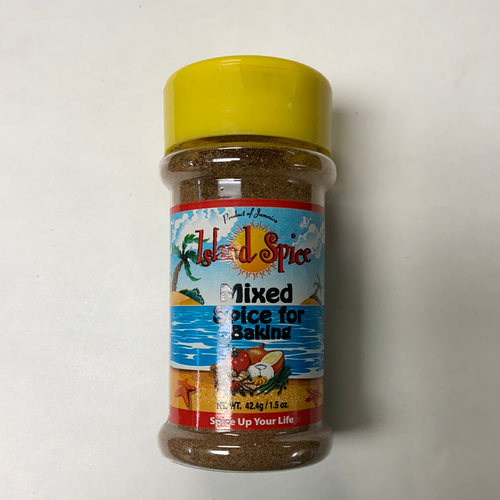 Product of Jamaica
Island Spice
Mixed
Spice for
Baking
NET WT. 42.4g / 1.5 oz.
Spice Up Your Life